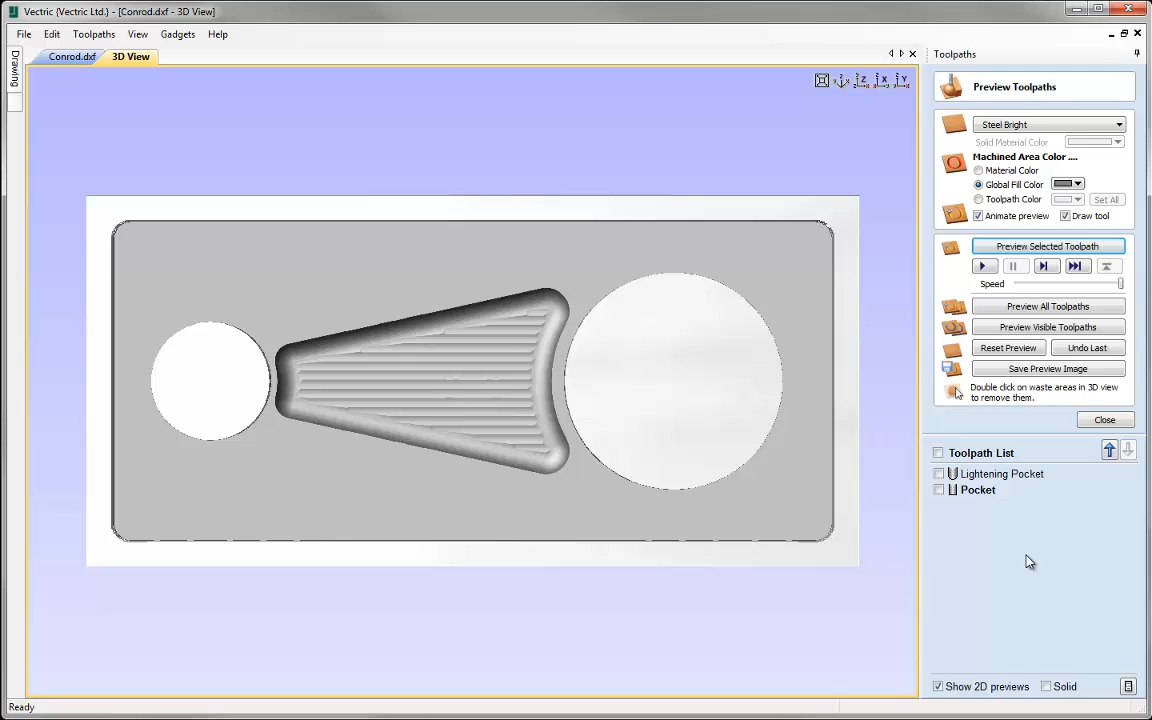 Vectric {Vectric Ltd.} - [Conrod.dxf - 3D View]
File Edit Toolpaths View Gadgets Help
Conrod.dxf 3D View
Drawing
Z X Y
Toolpaths
Preview Toolpaths
Steel Bright
Solid Material Color
Machined Area Color ....
Material Color
Global Fill Color
Toolpath Color Set All
Animate preview Draw tool
Preview Selected Toolpath
Speed
Preview All Toolpaths
Preview Visible Toolpaths
Reset Preview Undo Last
Save Preview Image
Double click on waste areas in 3D view
to remove them.
Close
Toolpath List
Lightening Pocket
Pocket
Show 2D previews Solid
Ready